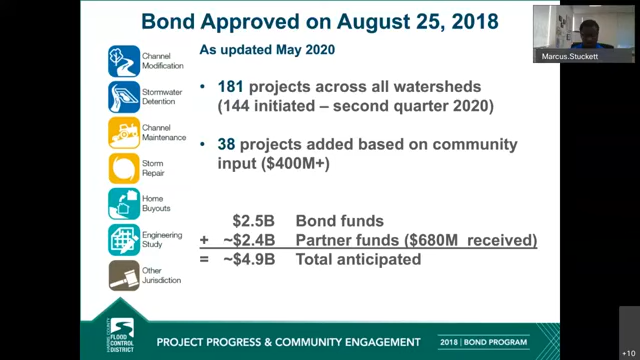 Bond Approved on August 25, 2018
As updated May 2020
Channel
Modification
Stormwater
Detention
Channel
Maintenance
Storm
Repair
Home
Buyouts
Engineering
Study
Other
Jurisdiction
• 181 projects across all watersheds
(144 initiated – second quarter 2020)
• 38 projects added based on community
input ($400M+)
$2.5B Bond funds
+ ~$2.4B Partner funds ($680M received)
= ~$4.9B Total anticipated
HARRIS COUNTY
FLOOD
CONTROL
DISTRICT
PROJECT PROGRESS & COMMUNITY ENGAGEMENT
2018 | BOND PROGRAM
Marcus.Stuckett
+10